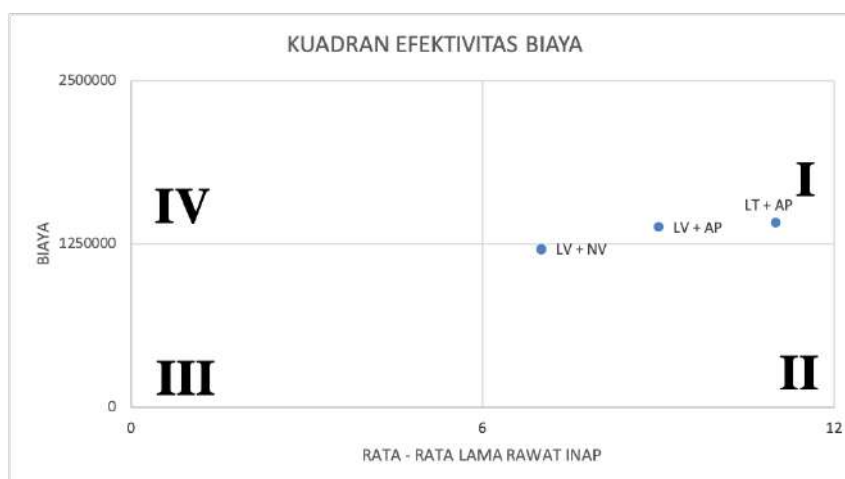 KUADRAN EFEKTIVITAS BIAYA
2500000
I
IV
LT + AP
LV + AP
1250000
LV + NV
BIAYA
III
II
0
0 6 12
RATA - RATA LAMA RAWAT INAP